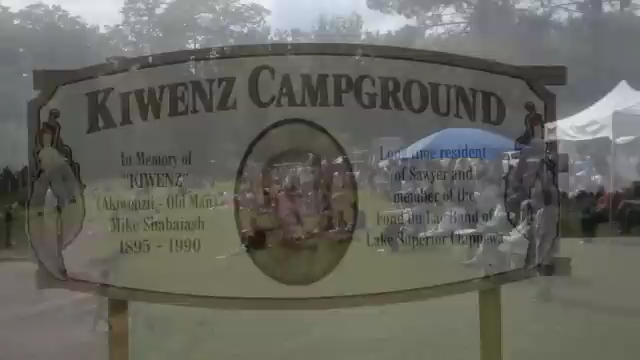 KIWENZ CAMPGROUND
In Memory of
"KIWENZ"
(Akiwenzii - Old Man)
Mike Shabaiash
1895 - 1990
Long time resident
of Sawyer and
member of the
Fond du Lac Band of
Lake Superior Chippewa